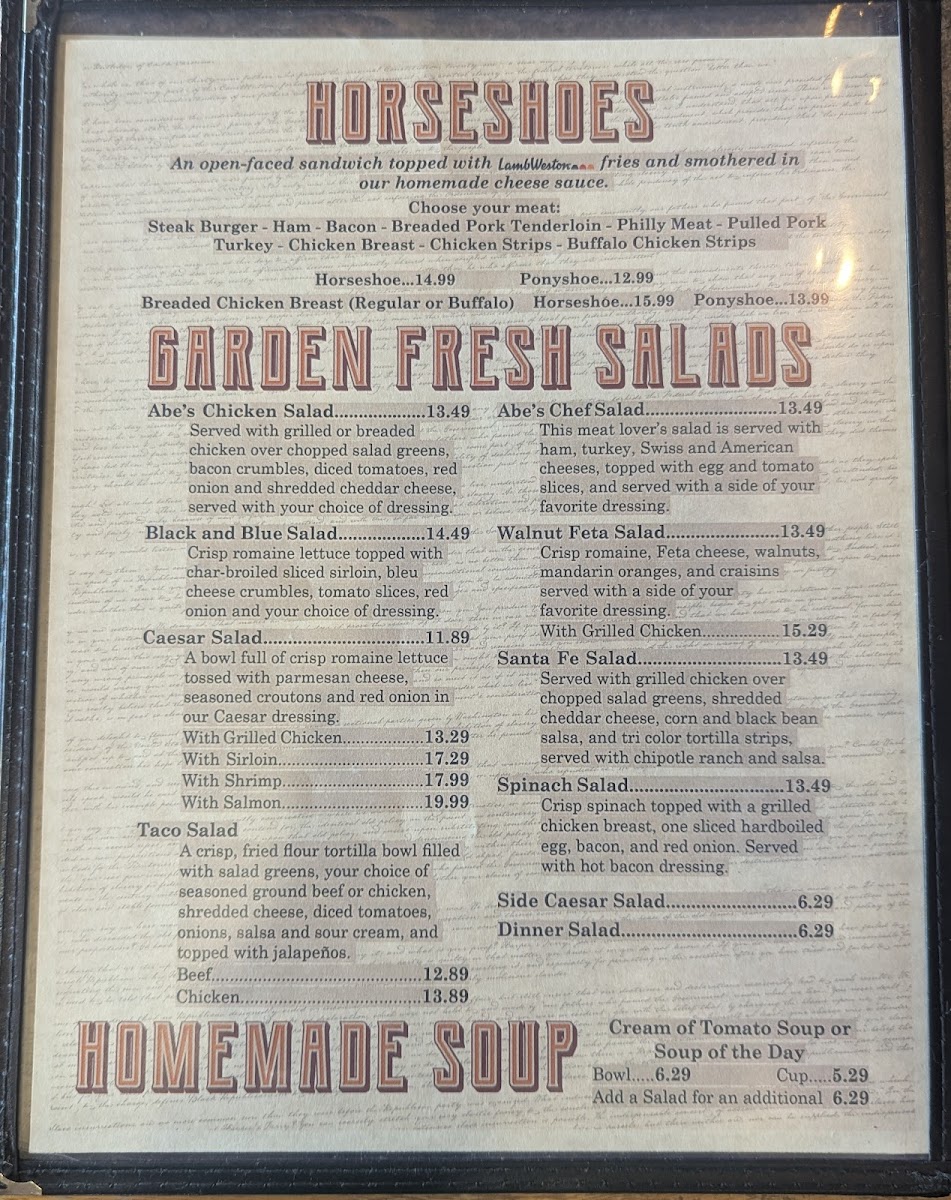 HORSESHOES
An open-faced sandwich topped with LambWeston fries and smothered in
our homemade cheese sauce.
Choose your meat:
Steak Burger - Ham - Bacon - Breaded Pork Tenderloin - Philly Meat - Pulled Pork
Turkey - Chicken Breast - Chicken Strips - Buffalo Chicken Strips
Horseshoe...14.99 Ponyshoe...12.99
Breaded Chicken Breast (Regular or Buffalo) Horseshoe...15.99 Ponyshoe...13.99
GARDEN FRESH SALADS
Abe's Chicken Salad..................13.49
Served with grilled or breaded
chicken over chopped salad greens,
bacon crumbles, diced tomatoes, red
onion and shredded cheddar cheese,
served with your choice of dressing.
Black and Blue Salad.................14.49
Crisp romaine lettuce topped with
char-broiled sliced sirloin, bleu
cheese crumbles, tomato slices, red
onion and your choice of dressing.
Caesar Salad................................11.89
A bowl full of crisp romaine lettuce
tossed with parmesan cheese,
seasoned croutons and red onion in
our Caesar dressing.
With Grilled Chicken................13.29
With Sirloin.............................17.29
With Shrimp............................17.99
With Salmon............................19.99
Taco Salad
A crisp, fried flour tortilla bowl filled
with salad greens, your choice of
seasoned ground beef or chicken,
shredded cheese, diced tomatoes,
onions, salsa and sour cream, and
topped with jalapeños.
Beef..........................................12.89
Chicken....................................13.89
Abe's Chef Salad..........................13.49
This meat lover's salad is served with
ham, turkey, Swiss and American
cheeses, topped with egg and tomato
slices, and served with a side of your
favorite dressing.
Walnut Feta Salad.......................13.49
Crisp romaine, Feta cheese, walnuts,
mandarin oranges, and craisins
served with a side of your
favorite dressing.
With Grilled Chicken...............15.29
Santa Fe Salad............................13.49
Served with grilled chicken over
chopped salad greens, shredded
cheddar cheese, corn and black bean
salsa, and tri color tortilla strips,
served with chipotle ranch and salsa.
Spinach Salad...............................13.49
Crisp spinach topped with a grilled
chicken breast, one sliced hardboiled
egg, bacon, and red onion. Served
with hot bacon dressing.
Side Caesar Salad..........................6.29
Dinner Salad...................................6.29
HOMEMADE SOUP
Cream of Tomato Soup or
Soup of the Day
Bowl.....6.29 Cup.....5.29
Add a Salad for an additional 6.29